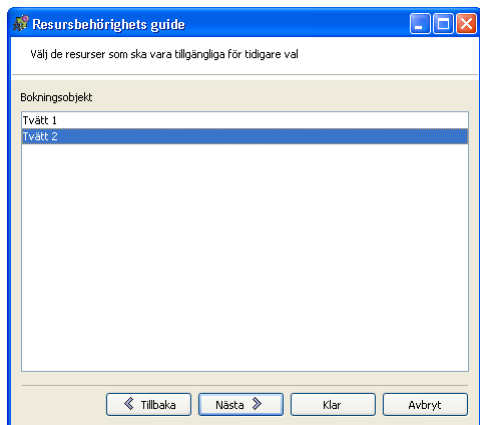 Resursbehörighets guide
Välj de resurser som ska vara tillgängliga för tidigare val
Bokningsobjekt
Tvätt 1
Tvätt 2
Tillbaka Nästa Klar Avbryt